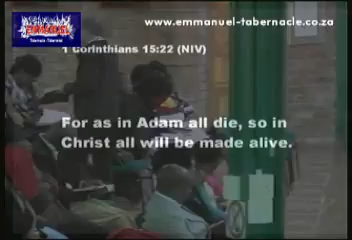 www.emmanuel-tabernacle.co.za
1 Corinthians 15:22 (NIV)
For as in Adam all die, so in
Christ all will be made alive.